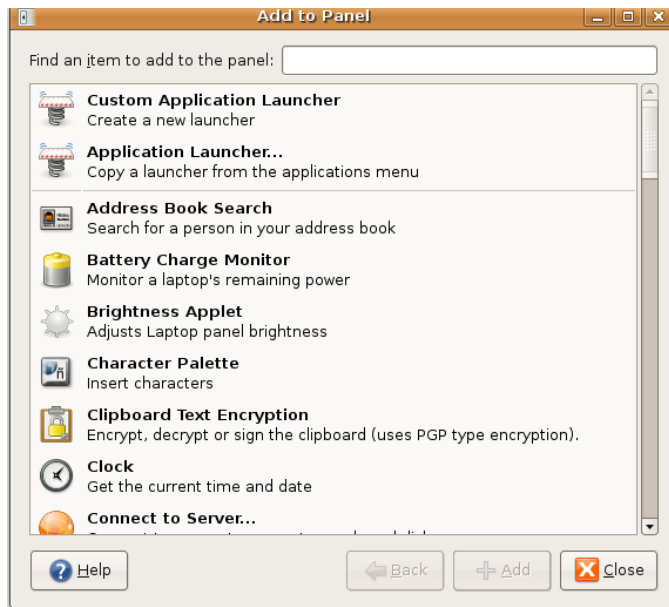 Add to Panel
Find an item to add to the panel:
Custom Application Launcher
Create a new launcher
Application Launcher...
Copy a launcher from the applications menu
Address Book Search
Search for a person in your address book
Battery Charge Monitor
Monitor a laptop's remaining power
Brightness Applet
Adjusts Laptop panel brightness
Character Palette
Insert characters
Clipboard Text Encryption
Encrypt, decrypt or sign the clipboard (uses PGP type encryption).
Clock
Get the current time and date
Connect to Server...
Help Back Add Close